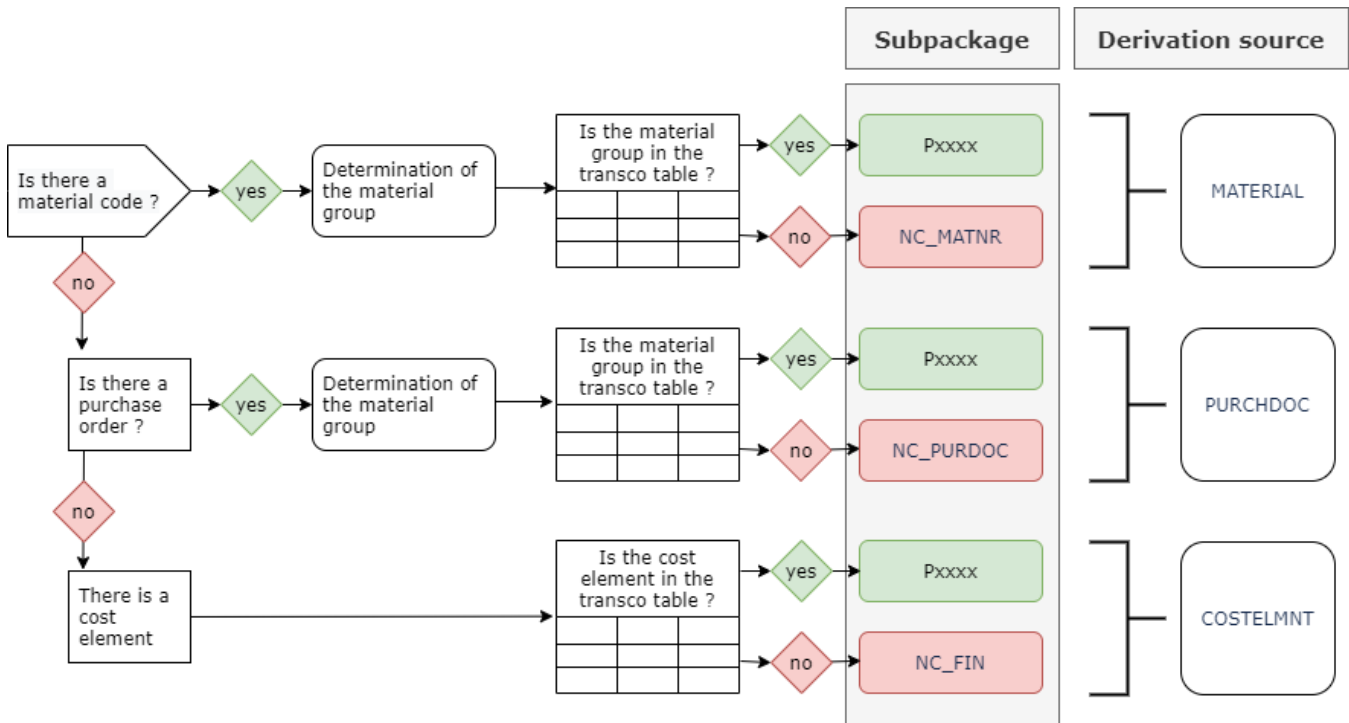 Subpackage
Derivation source
Is there a
material code ?
yes
Determination of
the material
group
Is the material
group in the
transco table ?
yes
Pxxxx
no
NC_MATNR
MATERIAL
no
Is there a
purchase
order ?
yes
Determination of
the material
group
Is the material
group in the
transco table ?
yes
Pxxxx
no
NC_PURDOC
PURCHDOC
no
There is a
cost
element
Is the cost
element in the
transco table ?
yes
Pxxxx
no
NC_FIN
COSTELMNT